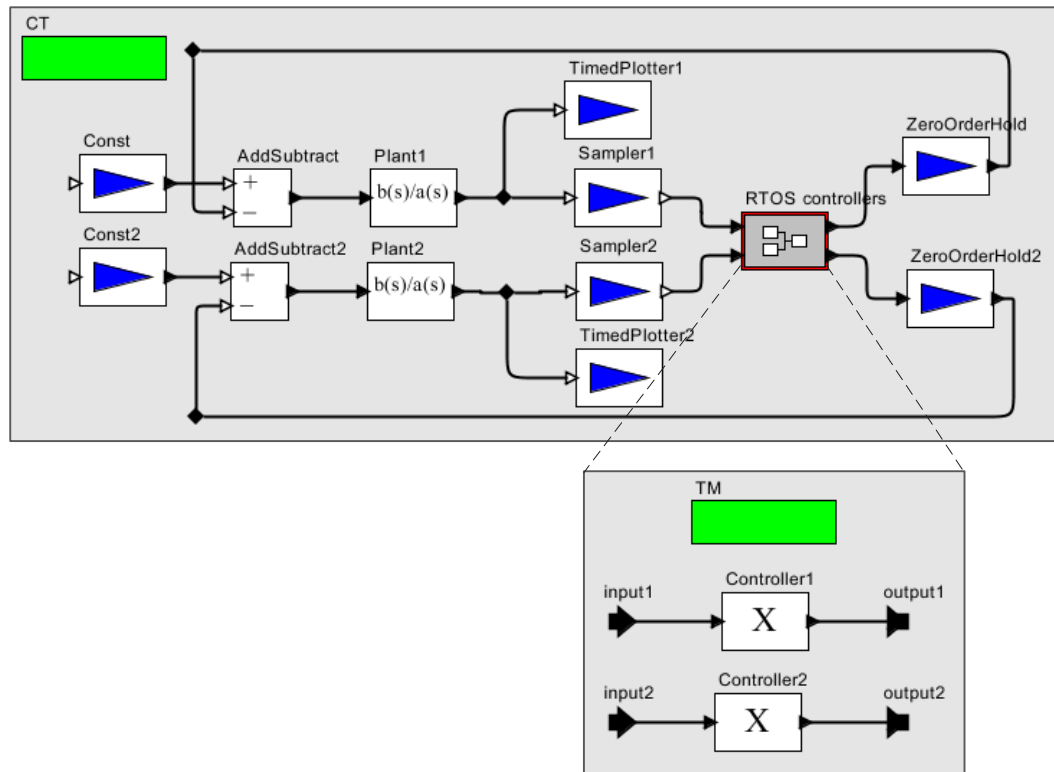 CT
TimedPlotter1
Const
AddSubtract
Plant1
Sampler1
ZeroOrderHold
+
−
b(s)/a(s)
RTOS controllers
Const2
AddSubtract2
Plant2
Sampler2
ZeroOrderHold2
+
−
b(s)/a(s)
TimedPlotter2
TM
input1
Controller1
output1
X
input2
Controller2
output2
X